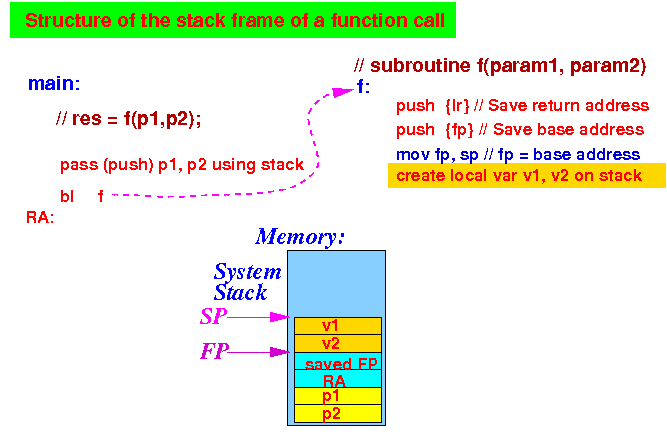 Structure of the stack frame of a function call
main:
// res = f(p1,p2);
pass (push) p1, p2 using stack
bl f
RA:
// subroutine f(param1, param2)
f:
push {lr} // Save return address
push {fp} // Save base address
mov fp, sp // fp = base address
create local var v1, v2 on stack
Memory:
System
Stack
SP
FP
v1
v2
saved FP
RA
p1
p2